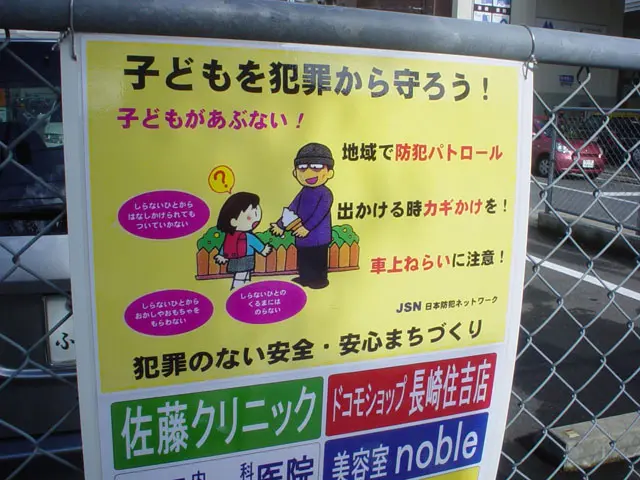 子どもを犯罪から守ろう！
子どもがあぶない！
地域で防犯パトロール
？
しらないひとから
はなしかけられても
ついていかない
出かける時カギかけを！
車上ねらいに注意！
しらないひとから
おかしやおもちゃを
もらわない
しらないひとの
くるまには
のらない
JSN 日本防犯ネットワーク
犯罪のない安全・安心まちづくり
佐藤クリニック
ドコモショップ 長崎住吉店
内
科
医院
美容室 noble
ふ